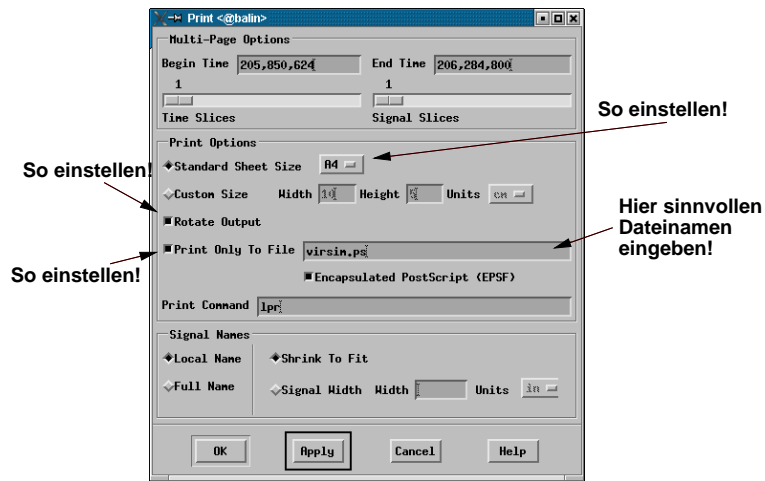 Print <@balin>
Multi-Page Options
Begin Time 205,850,624 End Time 206,284,800
1 1
Time Slices Signal Slices
So einstellen!
Print Options
Standard Sheet Size A4
So einstellen!
Custom Size Width 10 Height 5 Units cm
Rotate Output
Hier sinnvollen
Dateinamen
eingeben!
Print Only To File virsim.ps
So einstellen!
Encapsulated PostScript (EPSF)
Print Command lpr
Signal Names
Local Name Shrink To Fit
Full Name Signal Width Width Units in
OK Apply Cancel Help